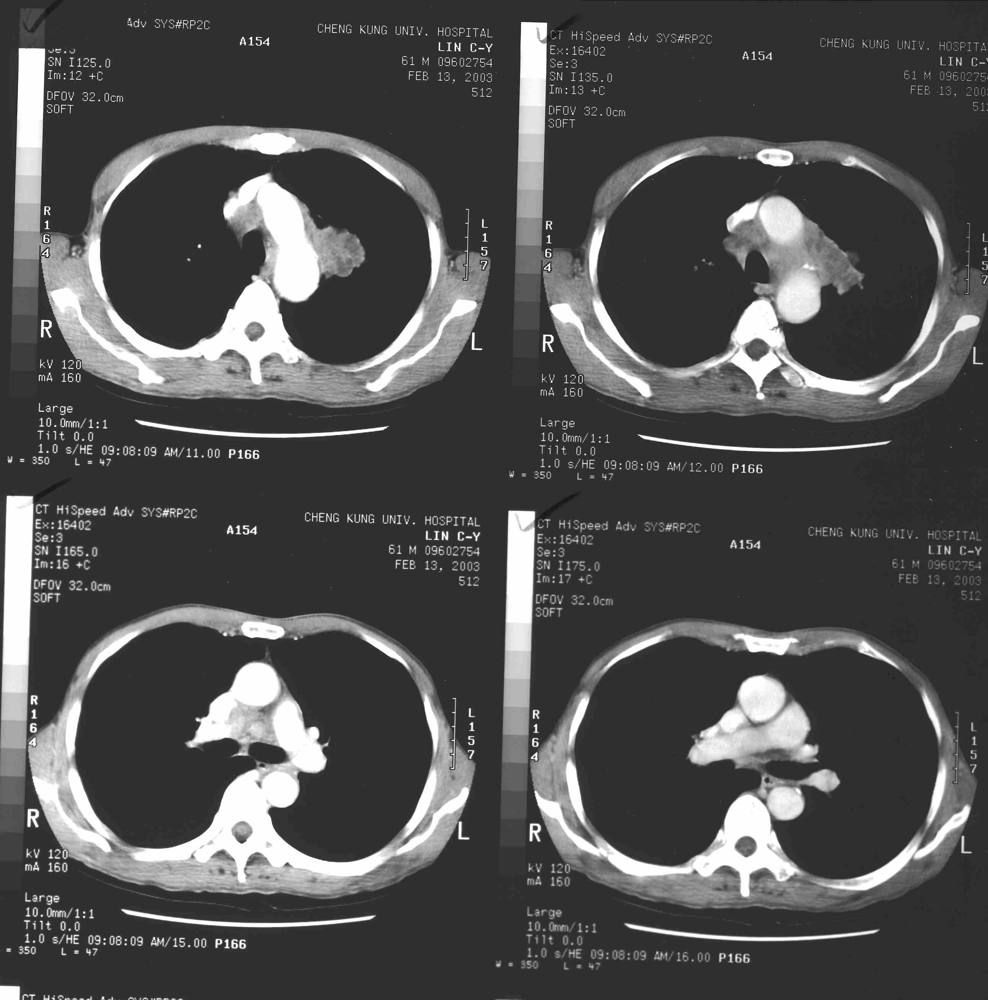 Adv SYS#RP2C
A154
CHENG KUNG UNIV. HOSPITAL
LIN C-Y
61 M 09602754
FEB 13, 2003
512
SN I125.0
Im:12 +C
DFOV 32.0cm
SOFT
R
1
6
4
L
1
5
7
R
L
kV 120
mA 160
Large
10.0mm/1:1
Tilt 0.0
1.0 s/HE 09:08:09 AM/11.00 P166
W = 350 L = 47
CT HiSpeed Adv SYS#RP2C
Ex:16402
Se:3
SN I135.0
Im:13 +C
DFOV 32.0cm
SOFT
A154
CHENG KUNG UNIV. HOSPITA
LIN C-
61 M 0960275
FEB 13, 200
51
R
1
6
4
L
1
5
7
R
L
kV 120
mA 160
Large
10.0mm/1:1
Tilt 0.0
1.0 s/HE 09:08:09 AM/12.00 P166
W = 350 L = 47
CT HiSpeed Adv SYS#RP2C
Ex:16402
Se:3
SN I165.0
Im:16 +C
DFOV 32.0cm
SOFT
A154
CHENG KUNG UNIV. HOSPITAL
LIN C-Y
61 M 09602754
FEB 13, 2003
512
R
1
6
4
L
1
5
7
R
L
kV 120
mA 160
Large
10.0mm/1:1
Tilt 0.0
1.0 s/HE 09:08:09 AM/15.00 P166
= 350 L = 47
CT HiSpeed Adv SYS#RP2C
Ex:16402
Se:3
SN I175.0
Im:17 +C
DFOV 32.0cm
SOFT
A154
CHENG KUNG UNIV. HOSPITAL
LIN C-Y
61 M 09602754
FEB 13, 2003
512
R
1
6
4
L
1
5
7
R
L
kV 120
mA 160
Large
10.0mm/1:1
Tilt 0.0
1.0 s/HE 09:08:09 AM/16.00 P166
W = 350 L = 47